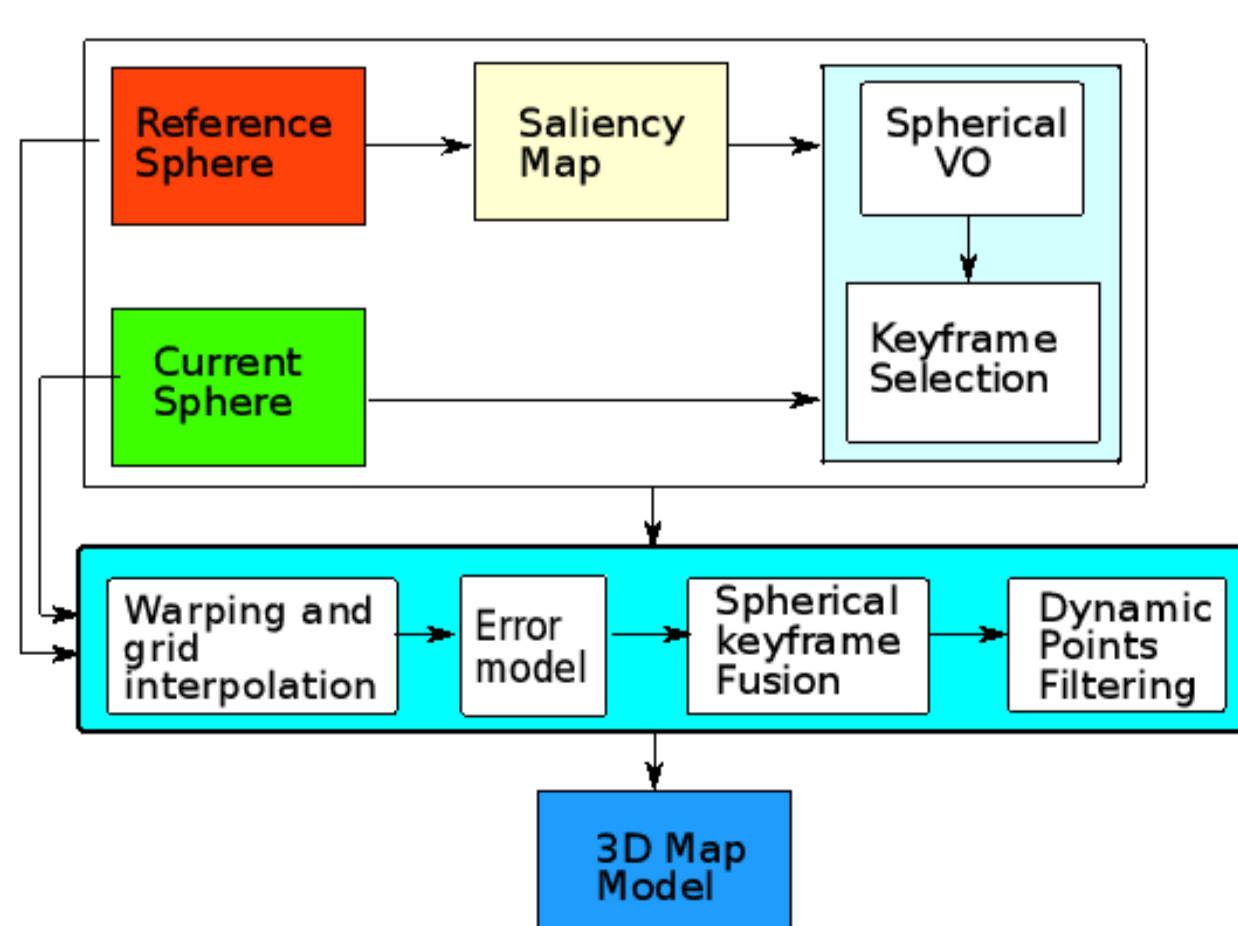 Reference
Sphere
Saliency
Map
Spherical
VO
Keyframe
Selection
Current
Sphere
Warping and
grid
interpolation
Error
model
Spherical
keyframe
Fusion
Dynamic
Points
Filtering
3D Map
Model